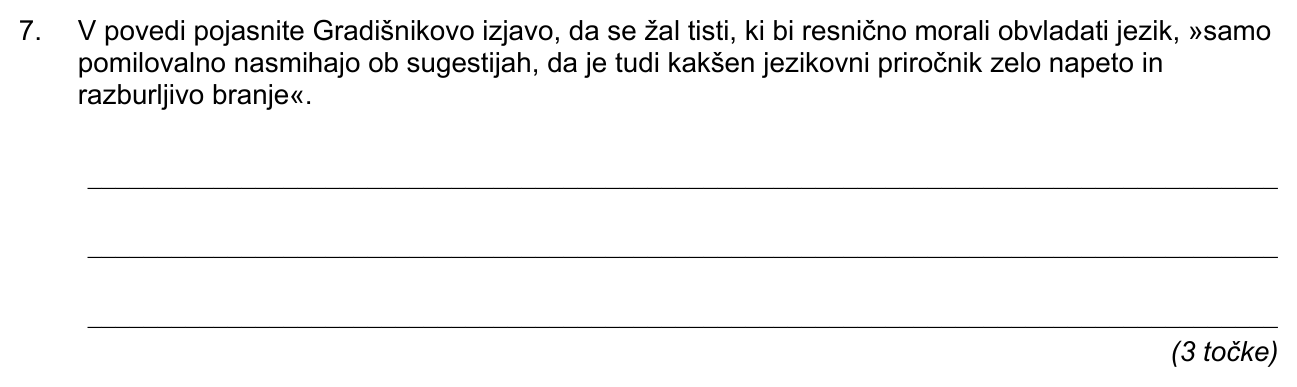 7. V povedi pojasnite Gradišnikovo izjavo, da se žal tisti, ki bi resnično morali obvladati jezik, »samo
pomilovalno nasmihajo ob sugestijah, da je tudi kakšen jezikovni priročnik zelo napeto in
razburljivo branje«.
(3 točke)